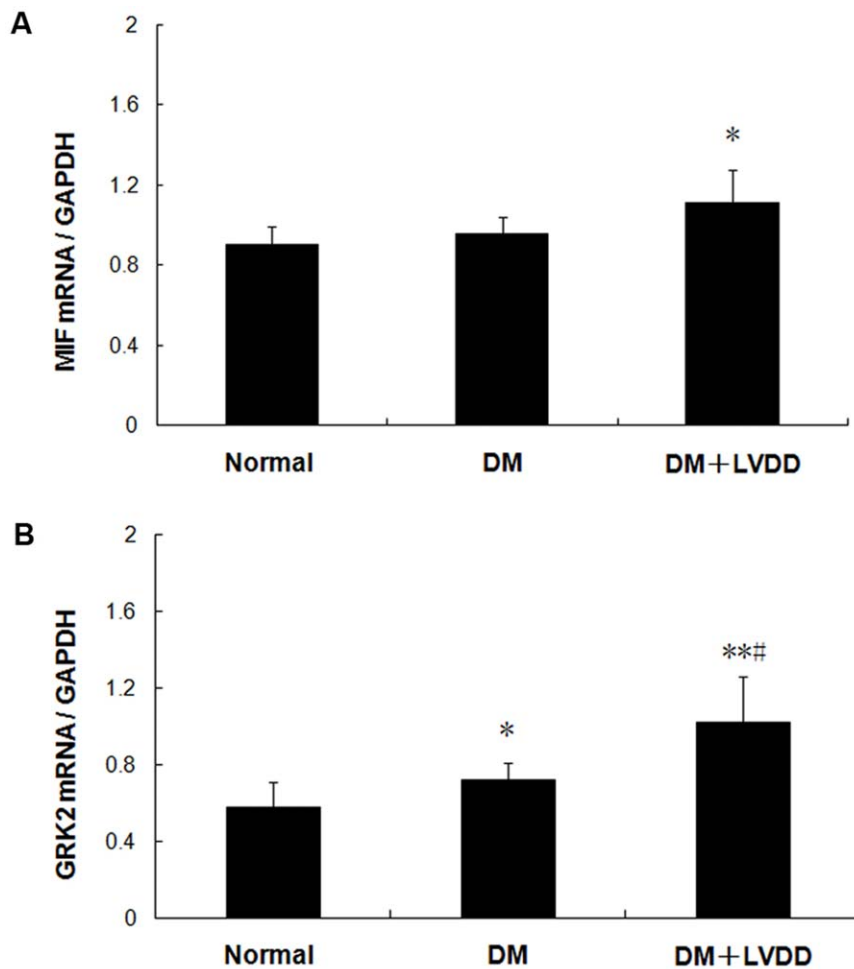 A
MIF mRNA / GAPDH
2
1.6
1.2
0.8
0.4
0
*
Normal DM DM+LVDD
B
GRK2 mRNA / GAPDH
2
1.6
1.2
0.8
0.4
0
*
**#
Normal DM DM+LVDD